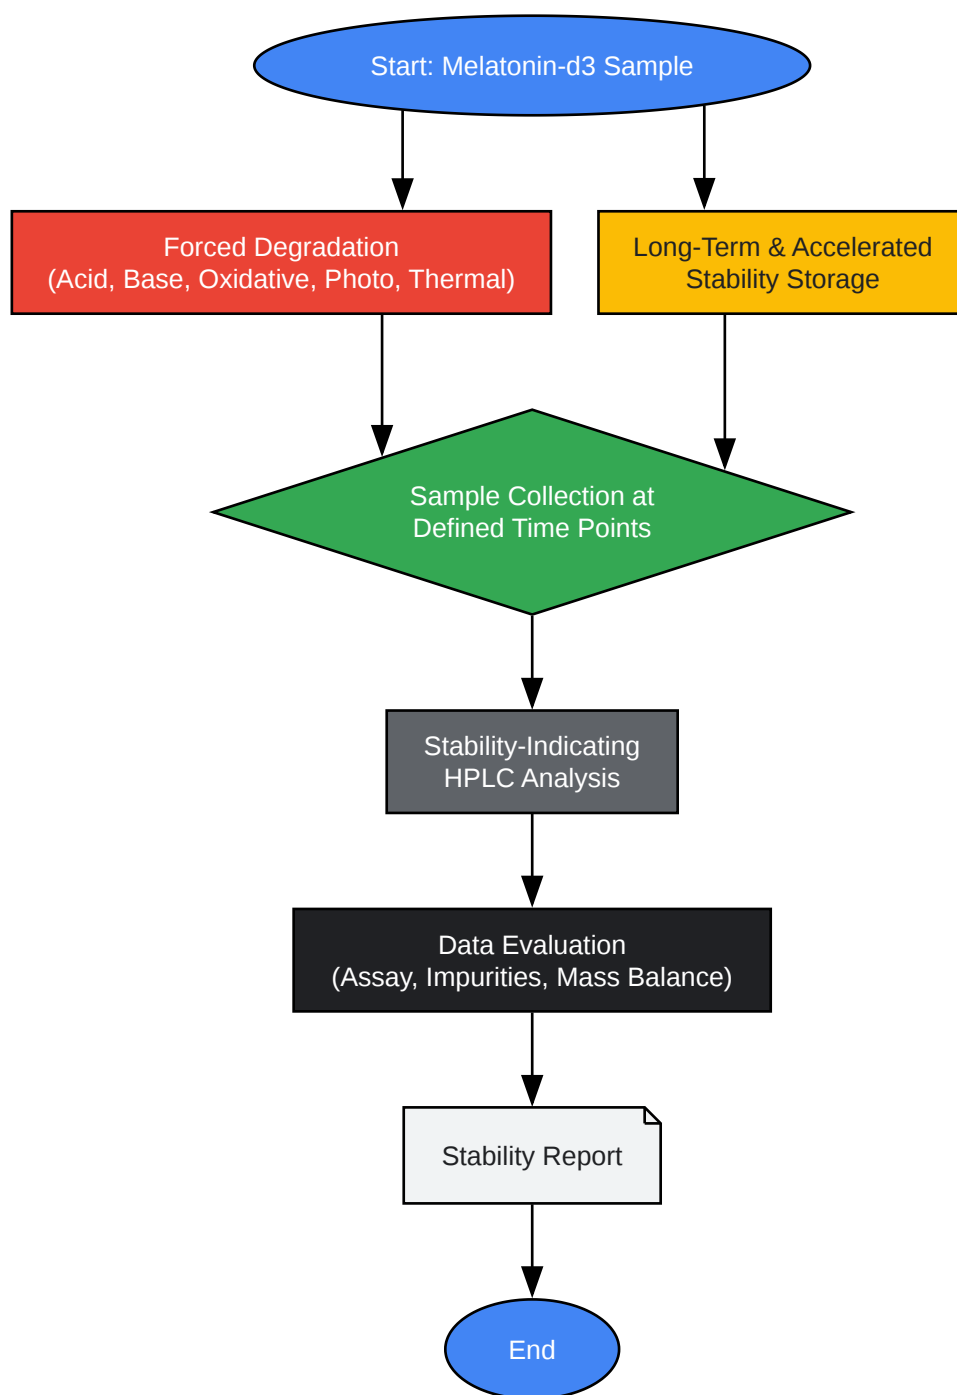 Start: Melatonin-d3 Sample
Forced Degradation
(Acid, Base, Oxidative, Photo, Thermal)
Long-Term & Accelerated
Stability Storage
Sample Collection at
Defined Time Points
Stability-Indicating
HPLC Analysis
Data Evaluation
(Assay, Impurities, Mass Balance)
Stability Report
End